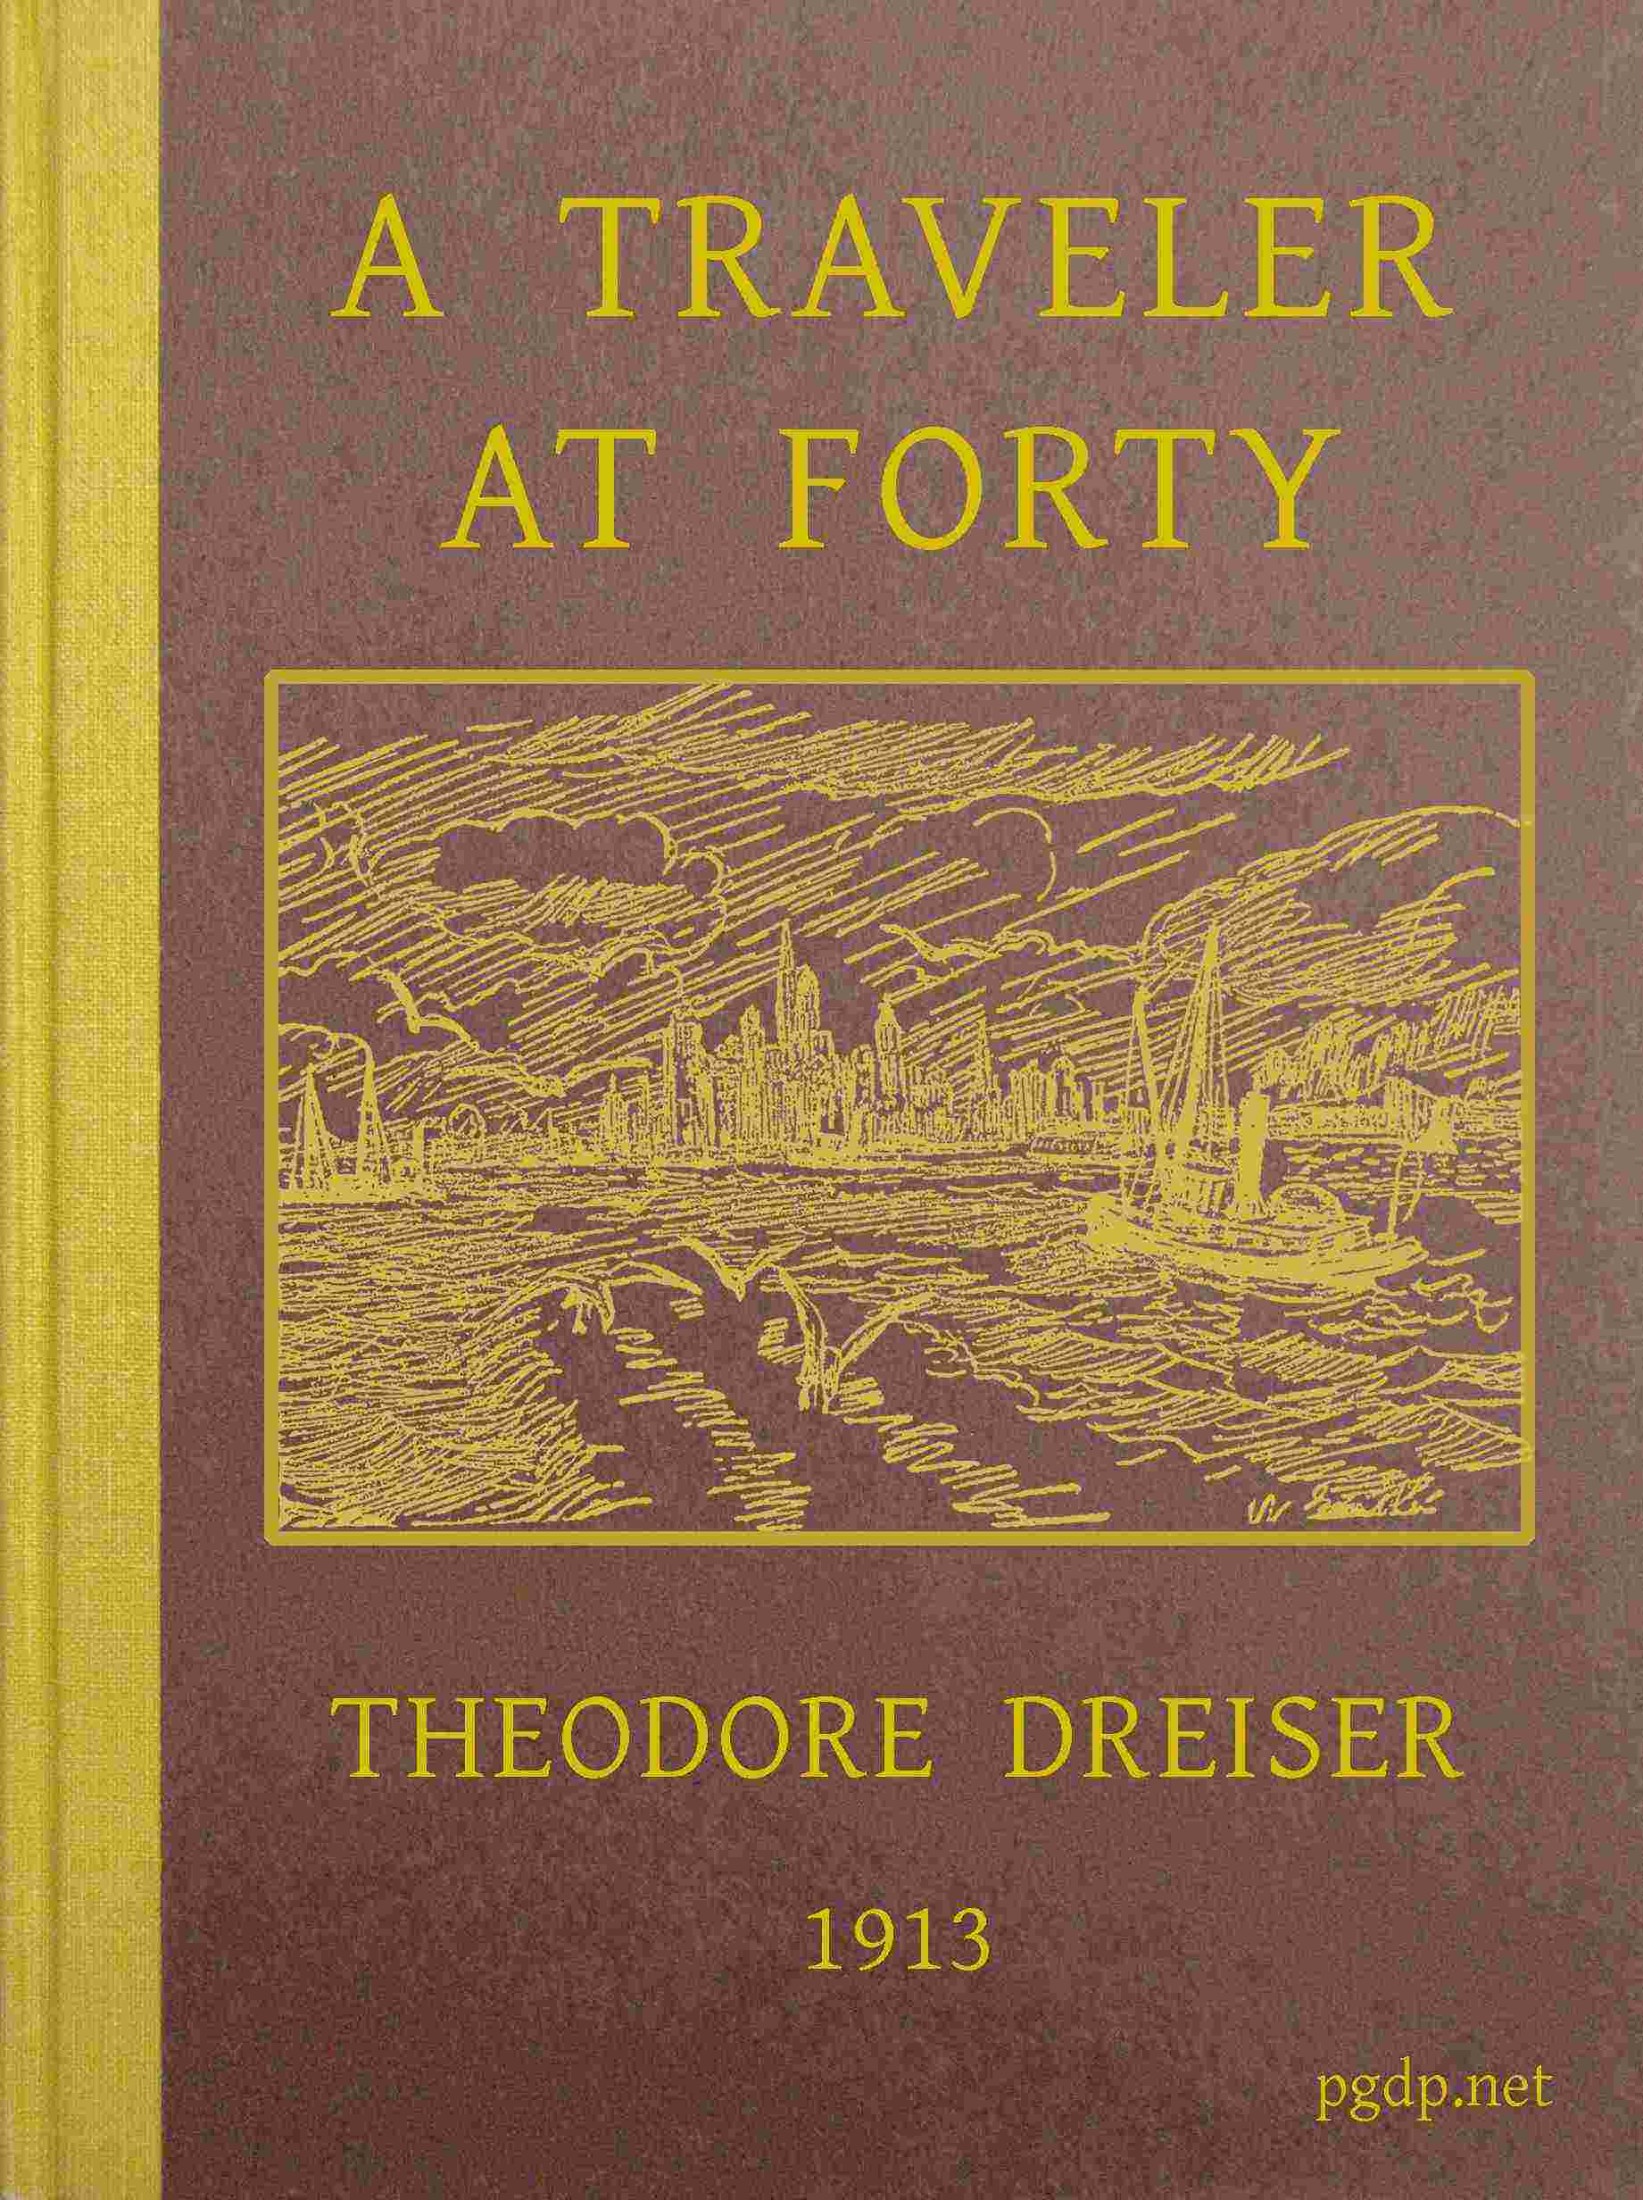 A TRAVELER
AT FORTY
THEODORE DREISER
1913
pgdp.net